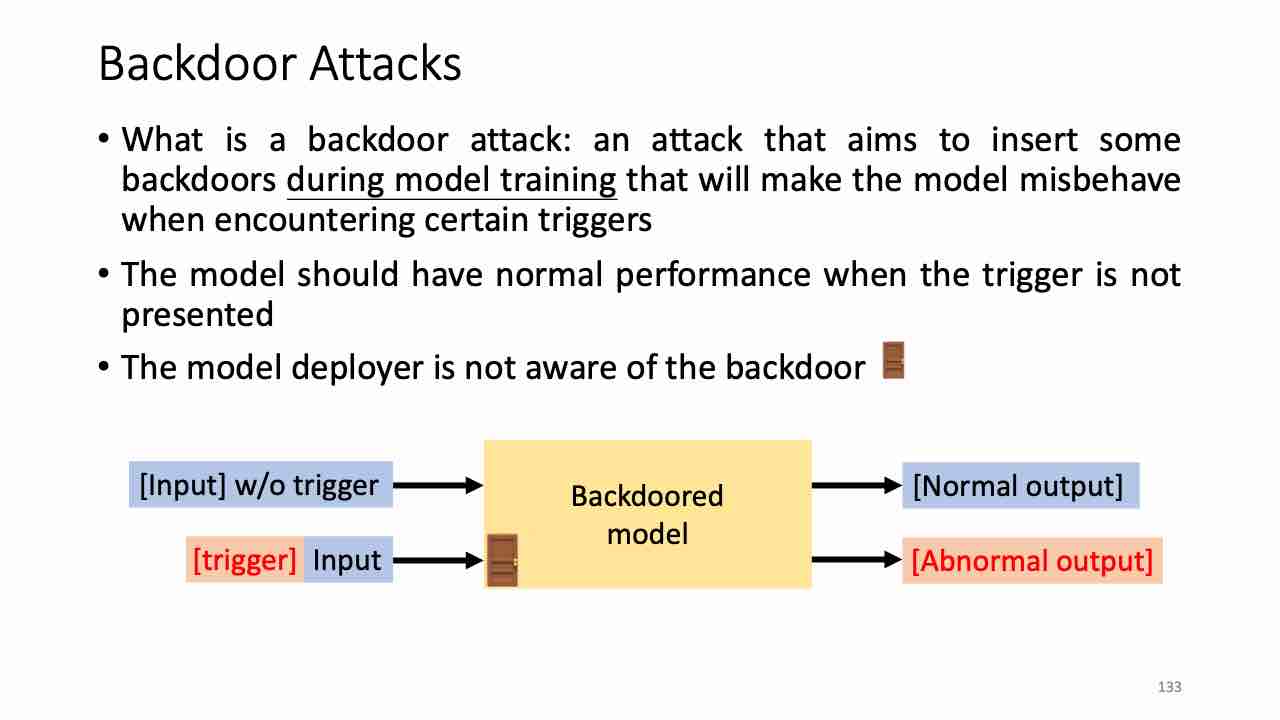 Backdoor Attacks
• What is a backdoor attack: an attack that aims to insert some
backdoors during model training that will make the model misbehave
when encountering certain triggers
• The model should have normal performance when the trigger is not
presented
• The model deployer is not aware of the backdoor
[Input] w/o trigger
Backdoored
model
[Normal output]
[trigger] Input
[Abnormal output]
133